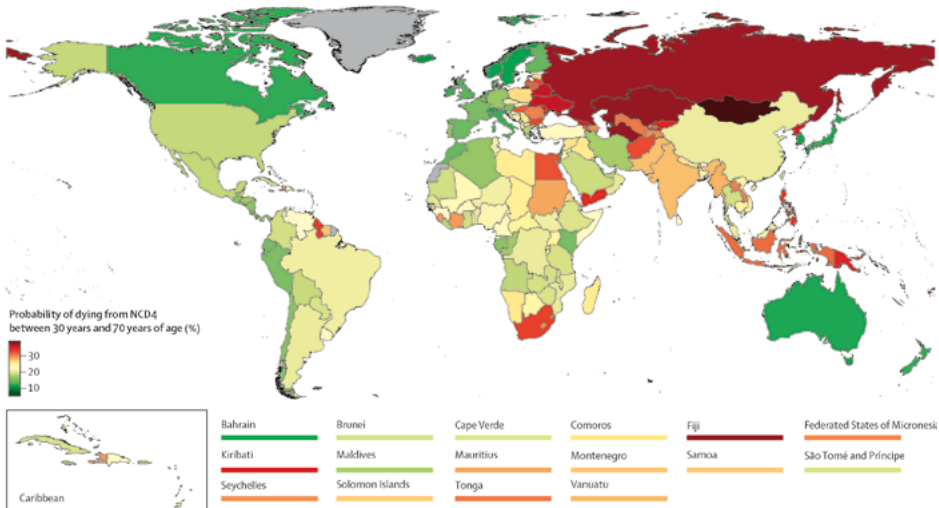 Probability of dying from NCD4
between 30 years and 70 years of age (%)
30
20
10
Caribbean
Bahrain Brunei Cape Verde Comoros Fiji Federated States of Micronesia
Kiribati Maldives Mauritius Montenegro Samoa São Tomé and Príncipe
Seychelles Solomon Islands Tonga Vanuatu